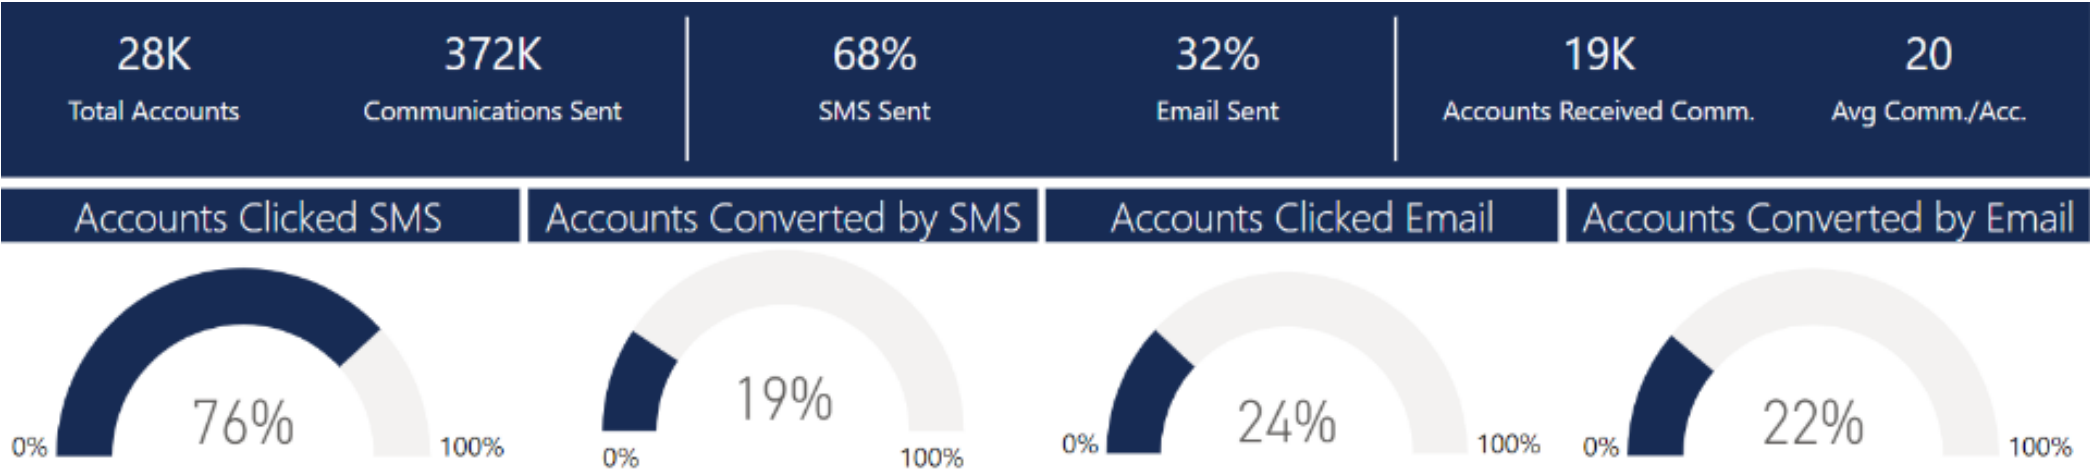 28K 372K 68% 32% 19K 20
Total Accounts Communications Sent SMS Sent Email Sent Accounts Received Comm. Avg Comm./Acc.
Accounts Clicked SMS Accounts Converted by SMS Accounts Clicked Email Accounts Converted by Email
76% 19% 24% 22%
0% 100% 0% 100% 0% 100% 0% 100%